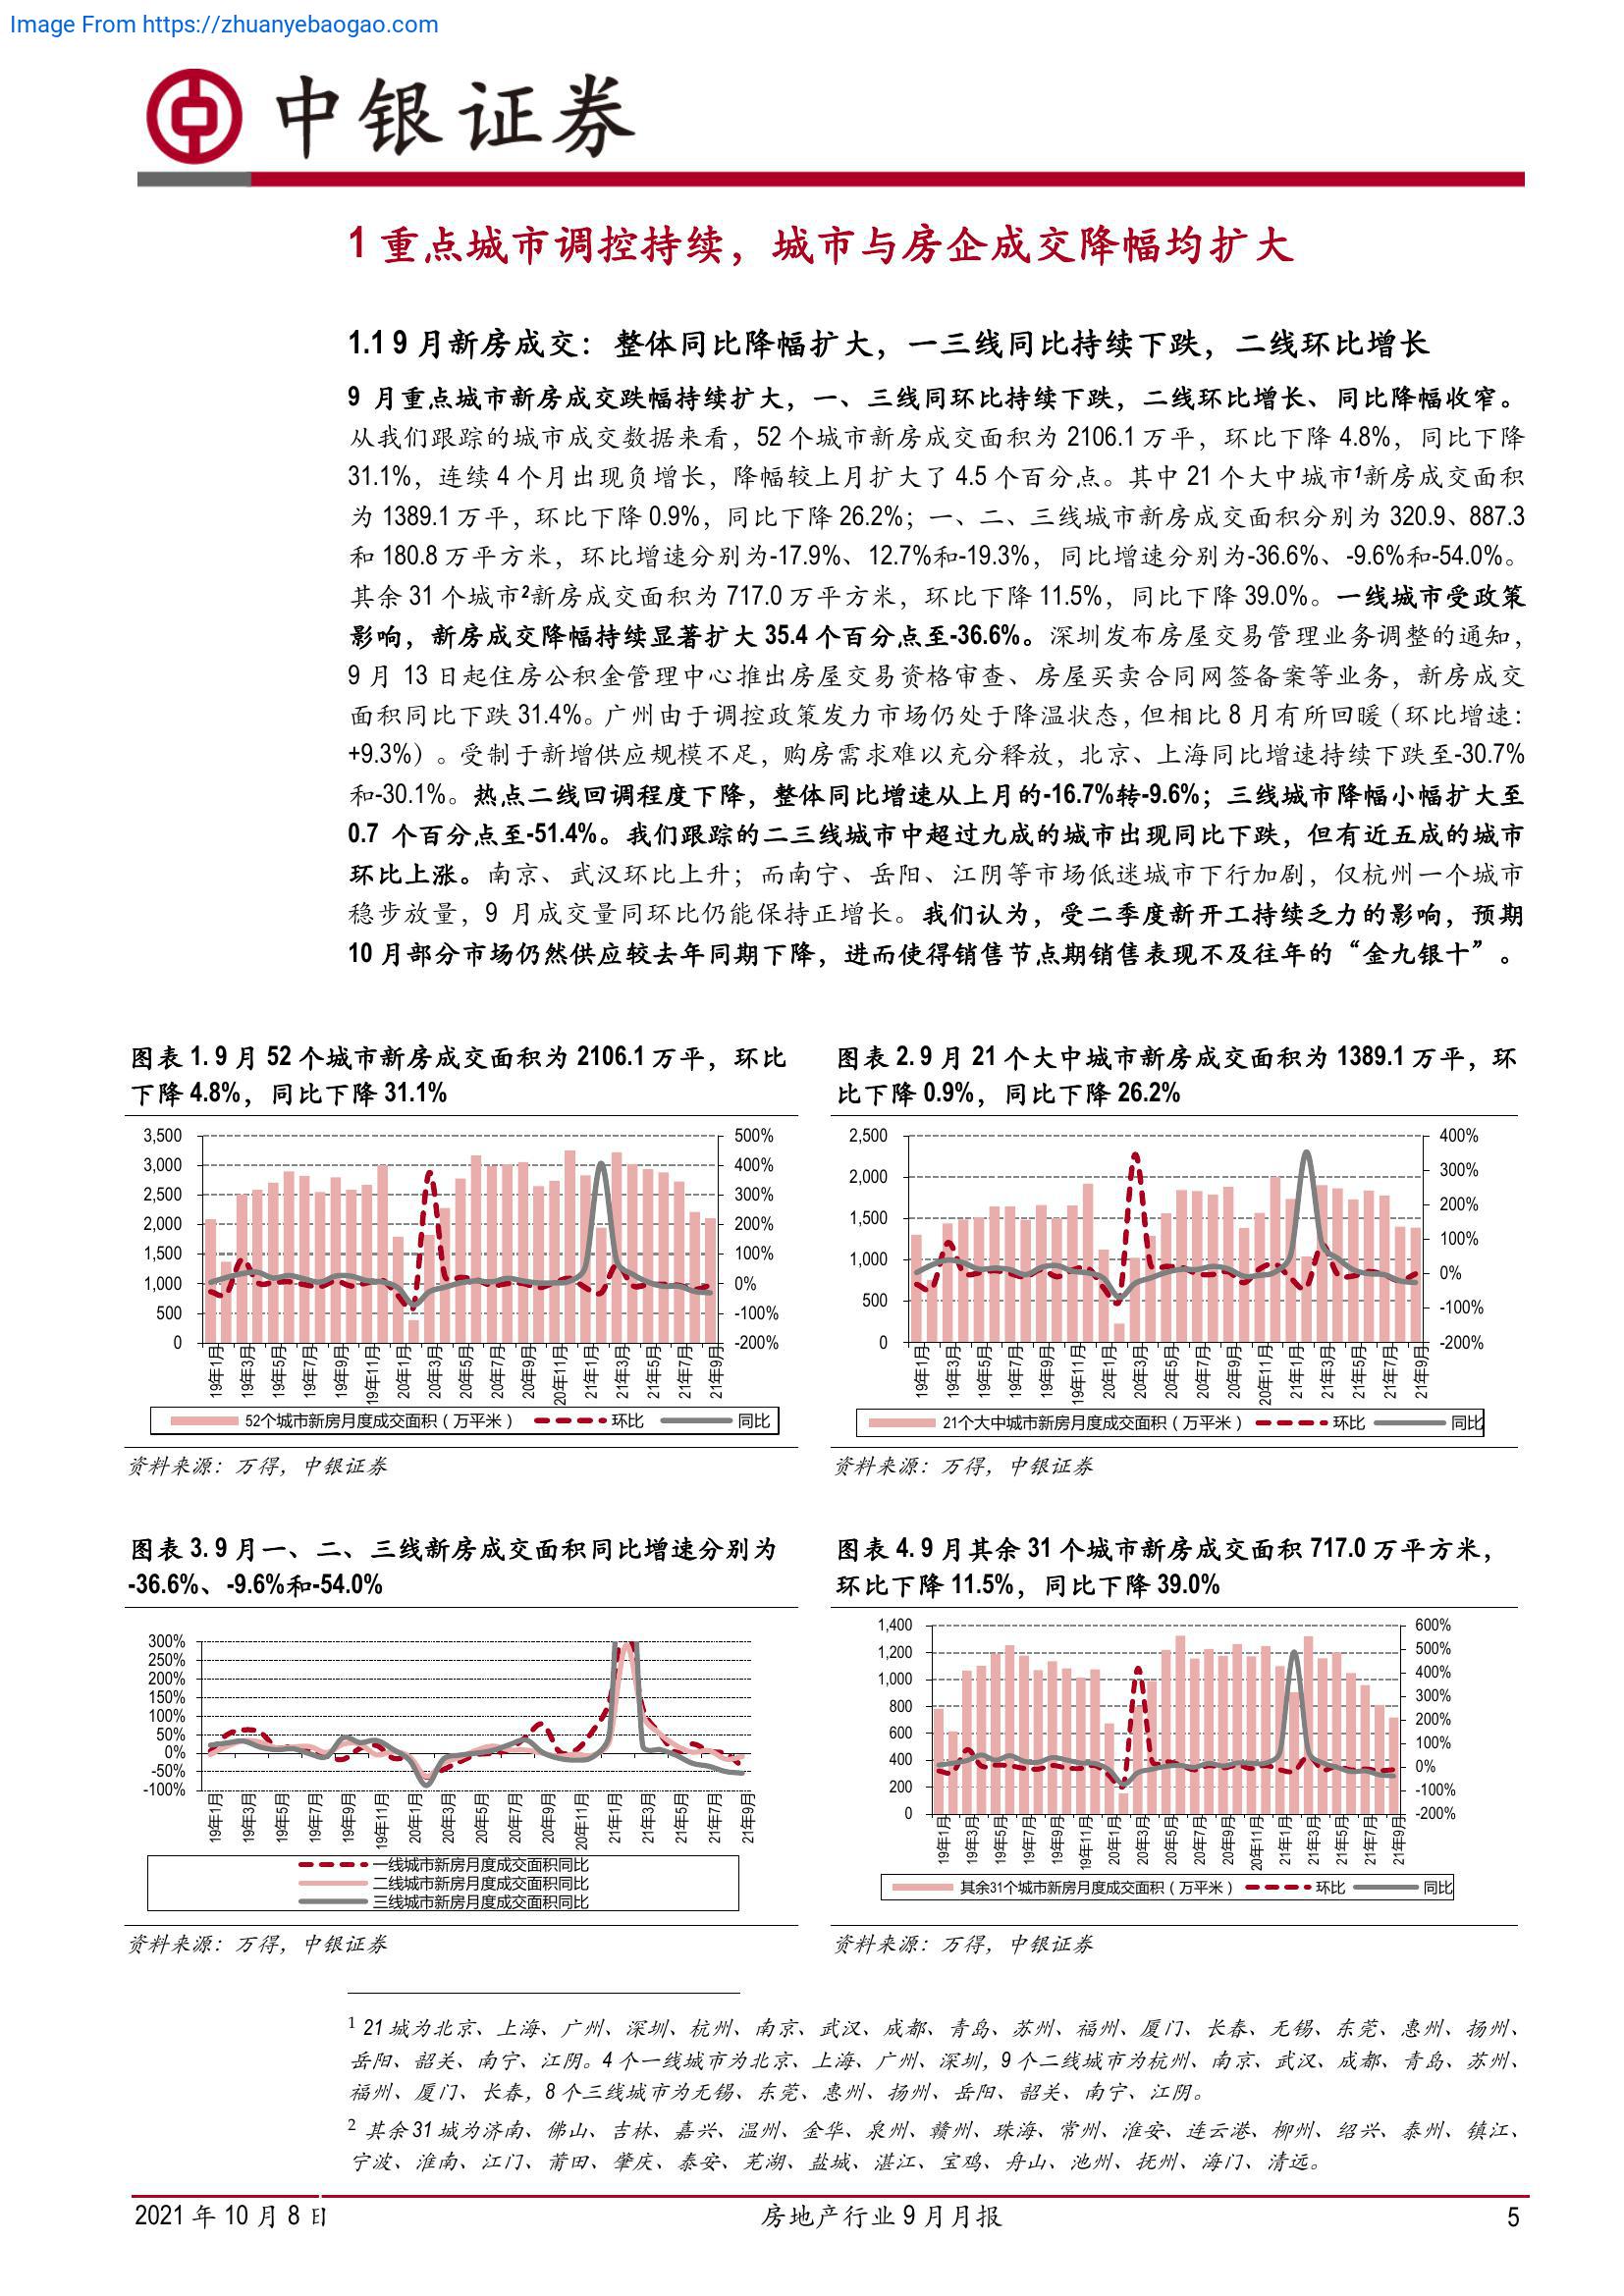 Image From https://zhuanyebaogao.com
中银证券
1 重点城市调控持续，城市与房企成交降幅均扩大
1.1 9 月新房成交：整体同比降幅扩大，一三线同比持续下跌，二线环比增长
9 月重点城市新房成交跌幅持续扩大，一、三线同环比持续下跌，二线环比增长、同比降幅收窄。
从我们跟踪的城市成交数据来看，52 个城市新房成交面积为 2106.1 万平，环比下降 4.8%，同比下降
31.1%，连续 4 个月出现负增长，降幅较上月扩大了 4.5 个百分点。其中 21 个大中城市1新房成交面积
为 1389.1 万平，环比下降 0.9%，同比下降 26.2%；一、二、三线城市新房成交面积分别为 320.9、887.3
和 180.8 万平方米，环比增速分别为-17.9%、12.7%和-19.3%，同比增速分别为-36.6%、-9.6%和-54.0%。
其余 31 个城市2新房成交面积为 717.0 万平方米，环比下降 11.5%，同比下降 39.0%。一线城市受政策
影响，新房成交降幅持续显著扩大 35.4 个百分点至-36.6%。深圳发布房屋交易管理业务调整的通知，
9 月 13 日起住房公积金管理中心推出房屋交易资格审查、房屋买卖合同网签备案等业务，新房成交
面积同比下跌 31.4%。广州由于调控政策发力市场仍处于降温状态，但相比 8 月有所回暖（环比增速：
+9.3%）。受制于新增供应规模不足，购房需求难以充分释放，北京、上海同比增速持续下跌至-30.7%
和-30.1%。热点二线回调程度下降，整体同比增速从上月的-16.7%转-9.6%；三线城市降幅小幅扩大至
0.7 个百分点至-51.4%。我们跟踪的二三线城市中超过九成的城市出现同比下跌，但有近五成的城市
环比上涨。南京、武汉环比上升；而南宁、岳阳、江阴等市场低迷城市下行加剧，仅杭州一个城市
稳步放量，9 月成交量同环比仍能保持正增长。我们认为，受二季度新开工持续乏力的影响，预期
10 月部分市场仍然供应较去年同期下降，进而使得销售节点期销售表现不及往年的“金九银十”。
图表 1. 9 月 52 个城市新房成交面积为 2106.1 万平，环比
下降 4.8%，同比下降 31.1%
3,500
3,000
2,500
2,000
1,500
1,000
500
0
500%
400%
300%
200%
100%
0%
-100%
-200%
19年1月 19年3月 19年5月 19年7月 19年9月 19年11月 20年1月 20年3月 20年5月 20年7月 20年9月 20年11月 21年1月 21年3月 21年5月 21年7月 21年9月
52个城市新房月度成交面积（万平米） 环比 同比
资料来源：万得，中银证券
图表 2. 9 月 21 个大中城市新房成交面积为 1389.1 万平，环
比下降 0.9%，同比下降 26.2%
2,500
2,000
1,500
1,000
500
0
400%
300%
200%
100%
0%
-100%
-200%
19年1月 19年3月 19年5月 19年7月 19年9月 19年11月 20年1月 20年3月 20年5月 20年7月 20年9月 20年11月 21年1月 21年3月 21年5月 21年7月 21年9月
21个大中城市新房月度成交面积（万平米） 环比 同比
资料来源：万得，中银证券
图表 3. 9 月一、二、三线新房成交面积同比增速分别为
-36.6%、-9.6%和-54.0%
300%
250%
200%
150%
100%
50%
0%
-50%
-100%
19年1月 19年3月 19年5月 19年7月 19年9月 19年11月 20年1月 20年3月 20年5月 20年7月 20年9月 20年11月 21年1月 21年3月 21年5月 21年7月 21年9月
一线城市新房月度成交面积同比
二线城市新房月度成交面积同比
三线城市新房月度成交面积同比
资料来源：万得，中银证券
图表 4. 9 月其余 31 个城市新房成交面积 717.0 万平方米，
环比下降 11.5%，同比下降 39.0%
1,400
1,200
1,000
800
600
400
200
0
600%
500%
400%
300%
200%
100%
0%
-100%
-200%
19年1月 19年3月 19年5月 19年7月 19年9月 19年11月 20年1月 20年3月 20年5月 20年7月 20年9月 20年11月 21年1月 21年3月 21年5月 21年7月 21年9月
其余31个城市新房月度成交面积（万平米） 环比 同比
资料来源：万得，中银证券
1 21 城为北京、上海、广州、深圳、杭州、南京、武汉、成都、青岛、苏州、福州、厦门、长春、无锡、东莞、惠州、扬州、
岳阳、韶关、南宁、江阴。4 个一线城市为北京、上海、广州、深圳，9 个二线城市为杭州、南京、武汉、成都、青岛、苏州、
福州、厦门、长春，8 个三线城市为无锡、东莞、惠州、扬州、岳阳、韶关、南宁、江阴。
2 其余 31 城为济南、佛山、吉林、嘉兴、温州、金华、泉州、赣州、珠海、常州、淮安、连云港、柳州、绍兴、泰州、镇江、
宁波、淮南、江门、莆田、肇庆、泰安、芜湖、盐城、湛江、宝鸡、舟山、池州、抚州、海门、清远。
2021 年 10 月 8 日
房地产行业 9 月月报
5